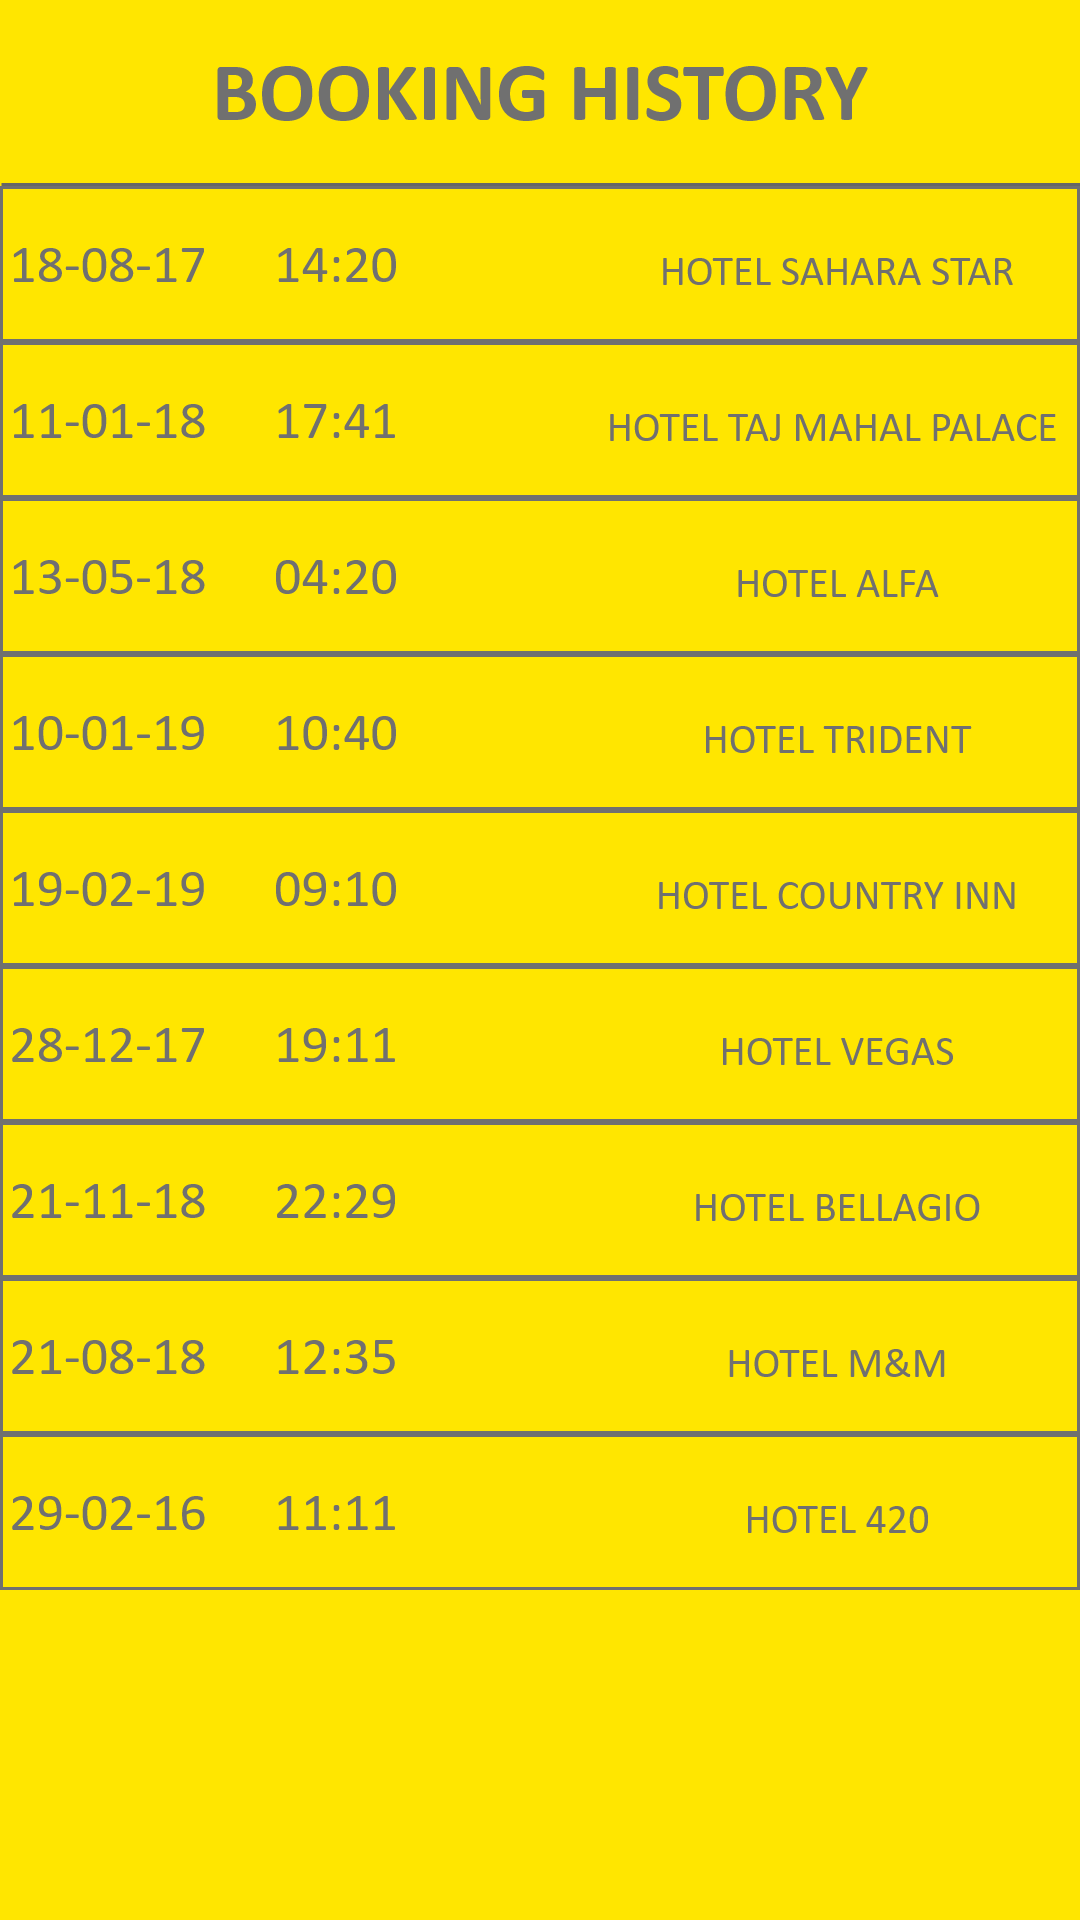 BOOKING HISTORY
18-08-17 14:20 HOTEL SAHARA STAR
11-01-18 17:41 HOTEL TAJ MAHAL PALACE
13-05-18 04:20 HOTEL ALFA
10-01-19 10:40 HOTEL TRIDENT
19-02-19 09:10 HOTEL COUNTRY INN
28-12-17 19:11 HOTEL VEGAS
21-11-18 22:29 HOTEL BELLAGIO
21-08-18 12:35 HOTEL M&M
29-02-16 11:11 HOTEL 420